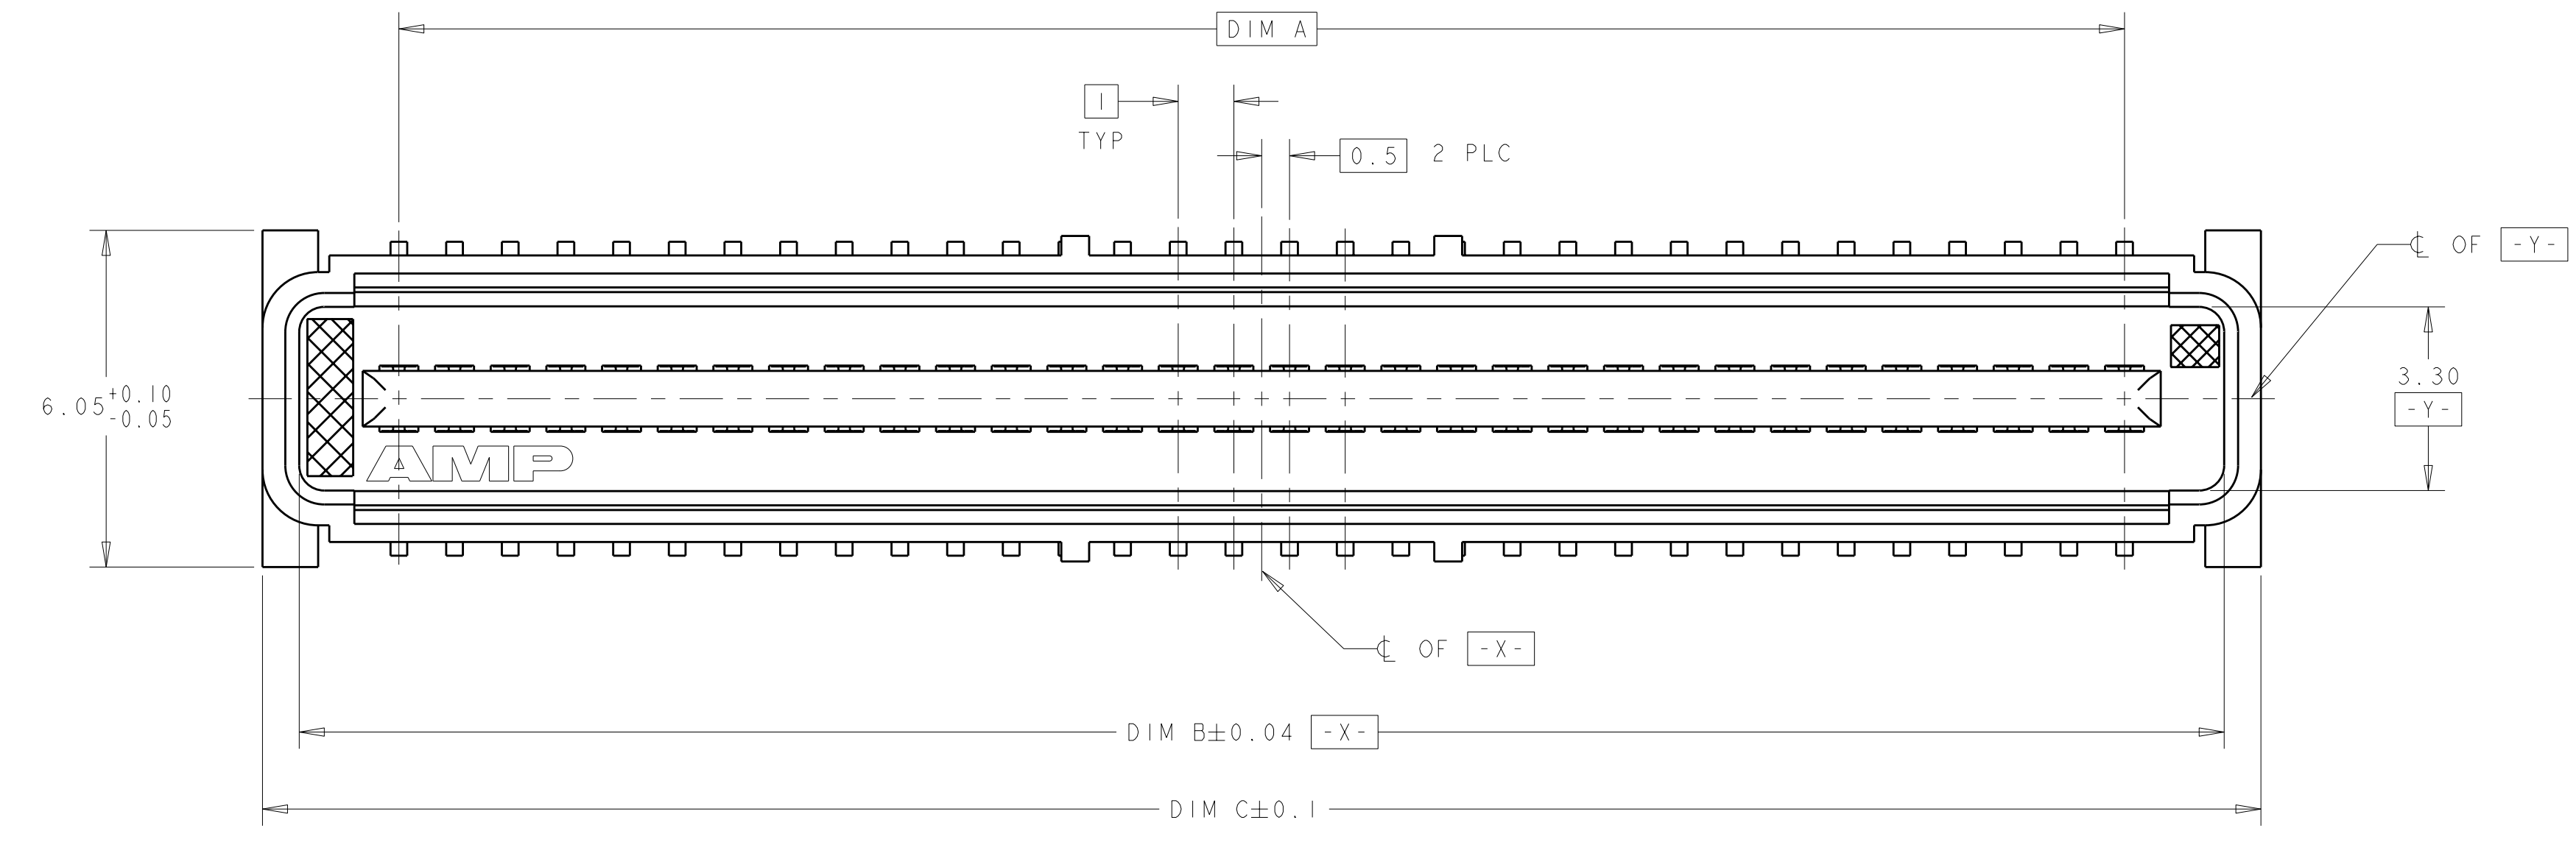 DIM A
1
TYP
0.5 2 PLC
℄ OF -Y-
6.05 +0.10
-0.05
3.30
-Y-
AMP
℄ OF -X-
DIM B±0.04 -X-
DIM C±0.1